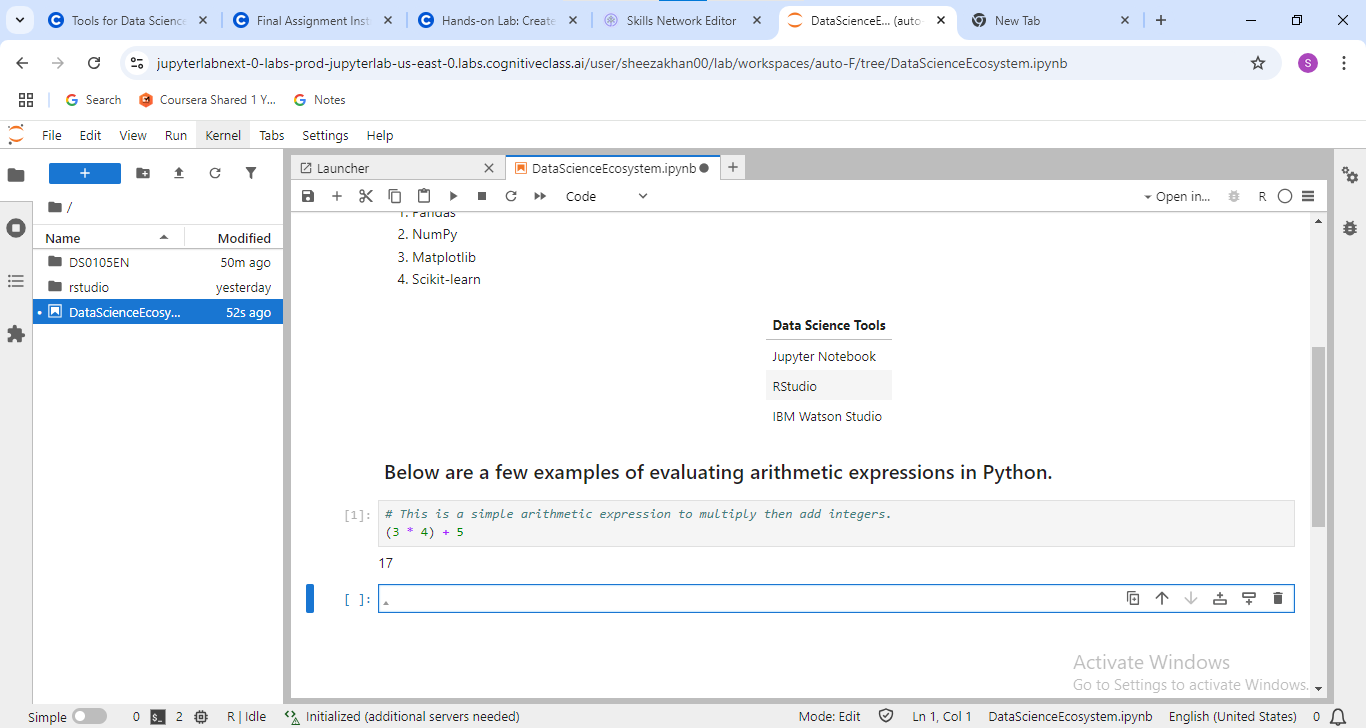 Tools for Data Science
Final Assignment Inst
Hands-on Lab: Create
Skills Network Editor
DataScienceE... (auto-
New Tab
jupyterlabnext-0-labs-prod-jupyterlab-us-east-0.labs.cognitiveclass.ai/user/sheezakhan00/lab/workspaces/auto-F/tree/DataScienceEcosystem.ipynb
S
Search
Coursera Shared 1 Y...
Notes
File Edit View Run Kernel Tabs Settings Help
Launcher
DataScienceEcosystem.ipynb
Code
Open in...
R
/
Name Modified
DS0105EN 50m ago
rstudio yesterday
DataScienceEcosy... 52s ago
1. Pandas
2. NumPy
3. Matplotlib
4. Scikit-learn
Data Science Tools
Jupyter Notebook
RStudio
IBM Watson Studio
Below are a few examples of evaluating arithmetic expressions in Python.
[1]: # This is a simple arithmetic expression to multiply then add integers.
(3 * 4) + 5
17
[ ]:
Activate Windows
Go to Settings to activate Windows.
Simple 0 2 R | Idle Initialized (additional servers needed) Mode: Edit Ln 1, Col 1 DataScienceEcosystem.ipynb English (United States) 0